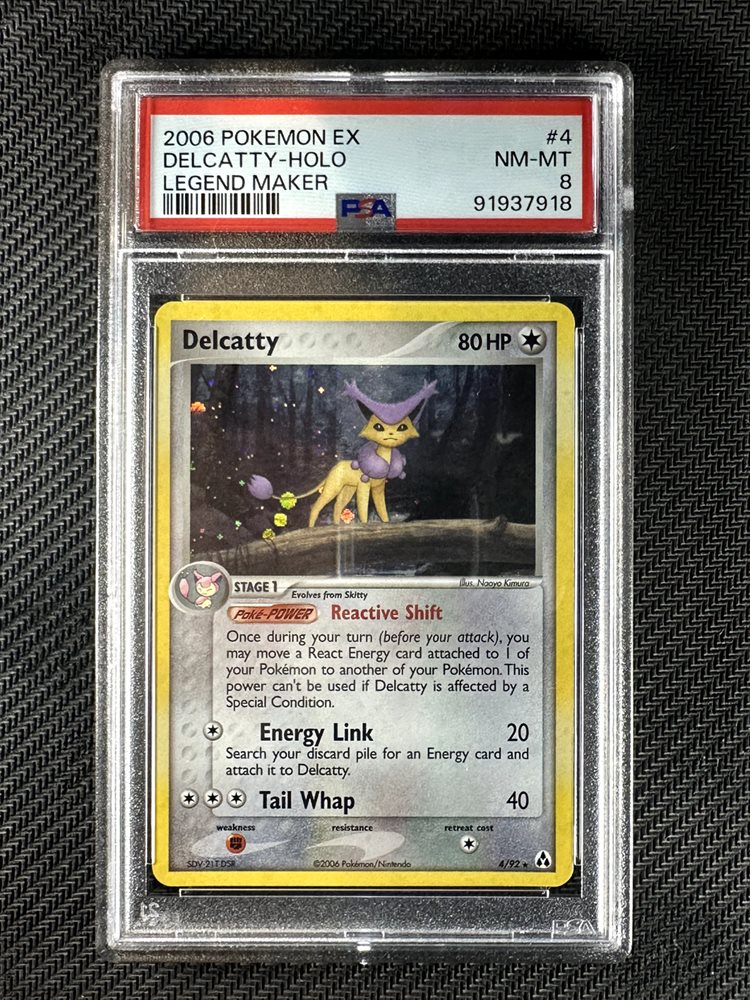 2006 POKEMON EX #4
DELCATTY-HOLO NM-MT
LEGEND MAKER 8
PSA 91937918
Delcatty 80 HP
Illus. Naoyo Kimura
STAGE 1 Evolves from Skitty
Poké-POWER Reactive Shift
Once during your turn (before your attack), you
may move a React Energy card attached to 1 of
your Pokémon to another of your Pokémon. This
power can't be used if Delcatty is affected by a
Special Condition.
Energy Link 20
Search your discard pile for an Energy card and
attach it to Delcatty.
Tail Whap 40
weakness resistance retreat cost
SDV-21T-DSR ©2006 Pokémon/Nintendo 4/92 ★
PSA